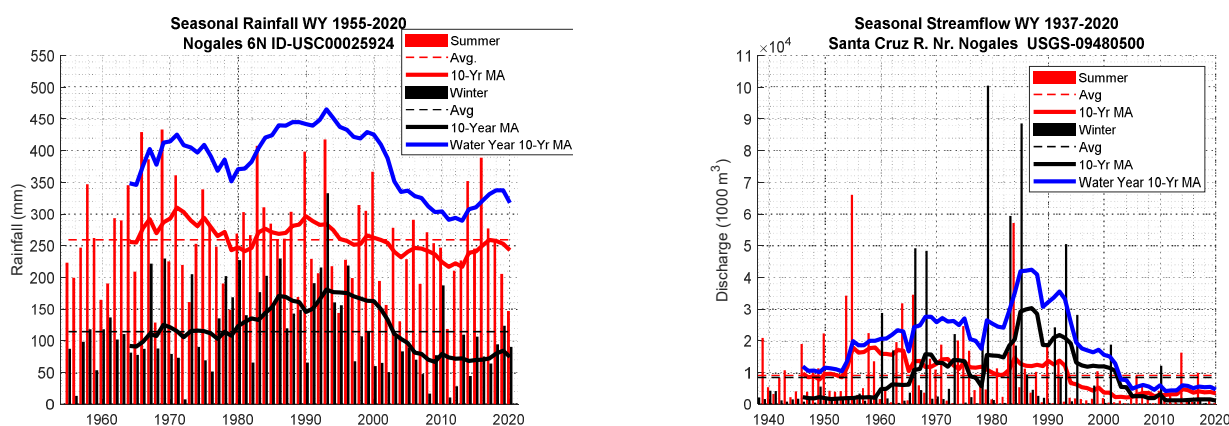 Seasonal Rainfall WY 1955-2020
Nogales 6N ID-USC00025924
Rainfall (mm)
550
500
450
400
350
300
250
200
150
100
50
0
1960 1970 1980 1990 2000 2010 2020
Summer
Avg.
10-Yr MA
Winter
Avg
10-Year MA
Water Year 10-Yr MA
Seasonal Streamflow WY 1937-2020
Santa Cruz R. Nr. Nogales USGS-09480500
×10⁴
Discharge (1000 m³)
11
10
9
8
7
6
5
4
3
2
1
0
1940 1950 1960 1970 1980 1990 2000 2010 2020
Summer
Avg
10-Yr MA
Winter
Avg
10-Yr MA
Water Year 10-Yr MA